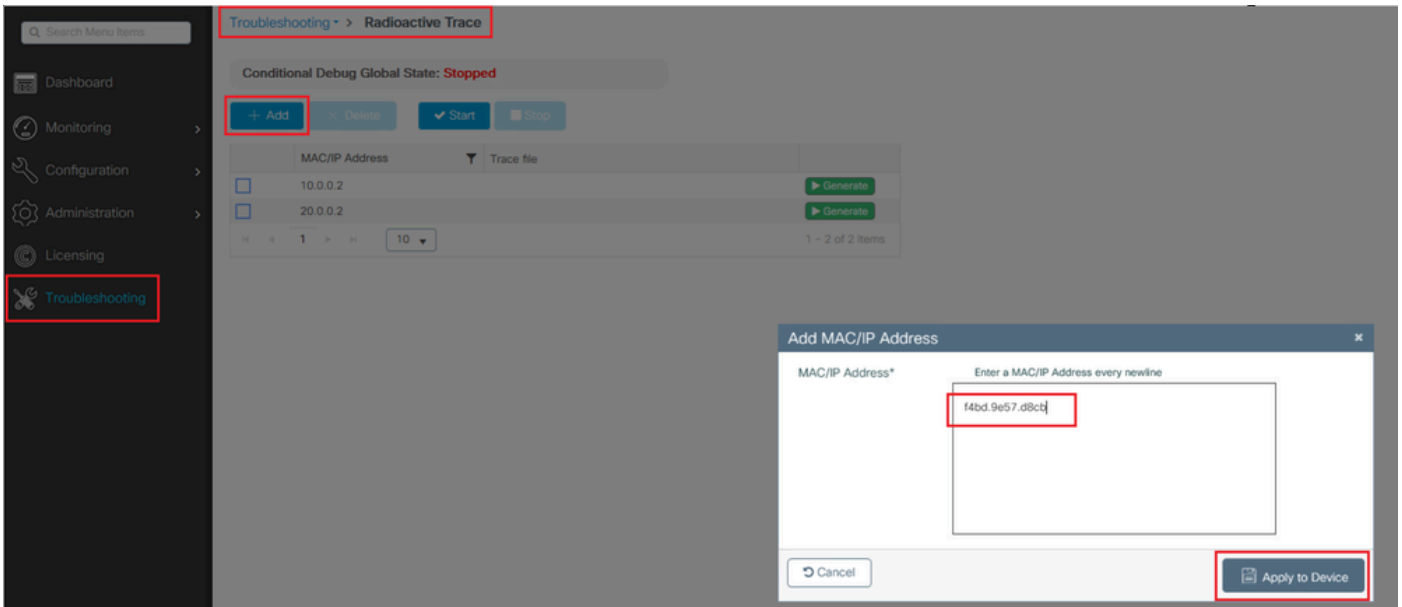 Search Menu Items
Dashboard
Monitoring
Configuration
Administration
Licensing
Troubleshooting
Troubleshooting > Radioactive Trace
Conditional Debug Global State: Stopped
+ Add
× Delete
Start
Stop
MAC/IP Address
Trace file
10.0.0.2
Generate
20.0.0.2
Generate
1
10
1 - 2 of 2 items
Add MAC/IP Address
×
MAC/IP Address*
Enter a MAC/IP Address every newline
f4bd.9e57.d8cb
Cancel
Apply to Device